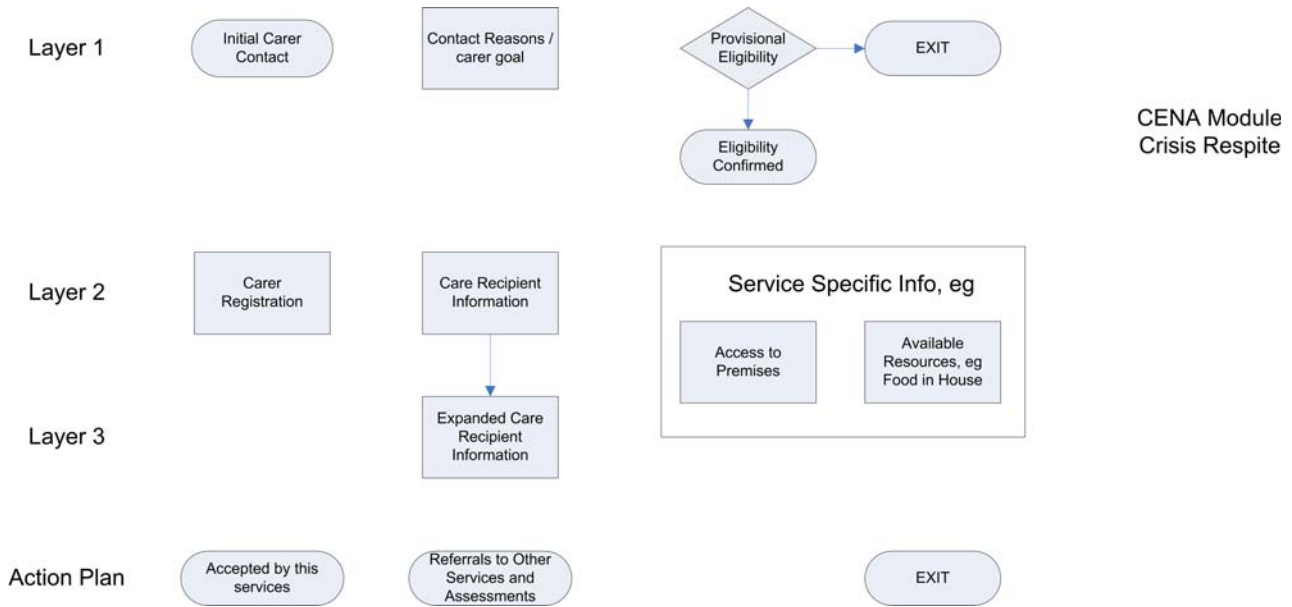 Layer 1
Initial Carer
Contact
Contact Reasons /
carer goal
Provisional
Eligibility
EXIT
Eligibility
Confirmed
CENA Module
Crisis Respite
Layer 2
Carer
Registration
Care Recipient
Information
Service Specific Info, eg
Access to
Premises
Available
Resources, eg
Food in House
Layer 3
Expanded Care
Recipient
Information
Action Plan
Accepted by this
services
Referrals to Other
Services and
Assessments
EXIT